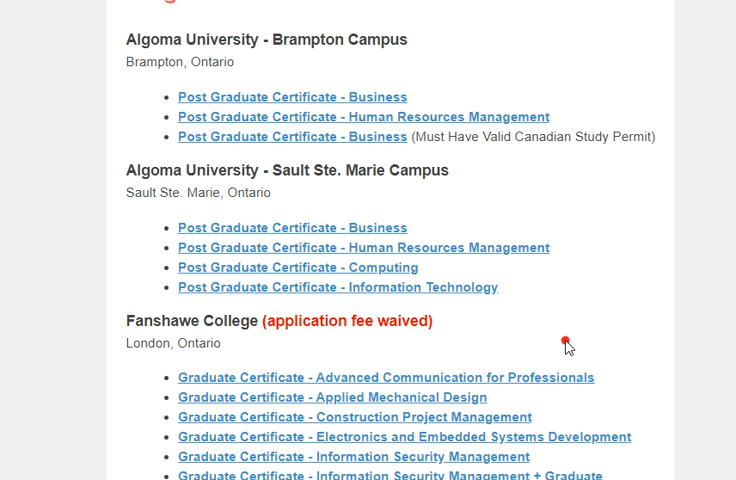 Algoma University - Brampton Campus
Brampton, Ontario
Post Graduate Certificate - Business
Post Graduate Certificate - Human Resources Management
Post Graduate Certificate - Business (Must Have Valid Canadian Study Permit)
Algoma University - Sault Ste. Marie Campus
Sault Ste. Marie, Ontario
Post Graduate Certificate - Business
Post Graduate Certificate - Human Resources Management
Post Graduate Certificate - Computing
Post Graduate Certificate - Information Technology
Fanshawe College (application fee waived)
London, Ontario
Graduate Certificate - Advanced Communication for Professionals
Graduate Certificate - Applied Mechanical Design
Graduate Certificate - Construction Project Management
Graduate Certificate - Electronics and Embedded Systems Development
Graduate Certificate - Information Security Management
Graduate Certificate - Information Security Management + Graduate